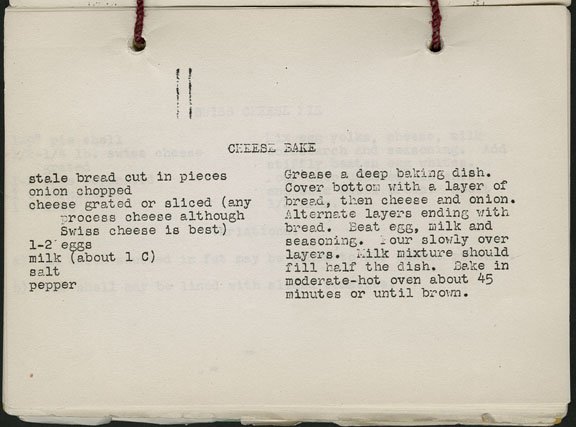 SWISS CHEESE PIE
CHEESE BAKE
stale bread cut in pieces
onion chopped
cheese grated or sliced (any
process cheese although
Swiss cheese is best)
1-2 eggs
milk (about 1 C)
salt
pepper
Grease a deep baking dish.
Cover bottom with a layer of
bread, then cheese and onion.
Alternate layers ending with
bread. Beat egg, milk and
seasoning. Pour slowly over
layers. Milk mixture should
fill half the dish. Bake in
moderate-hot oven about 45
minutes or until brown.